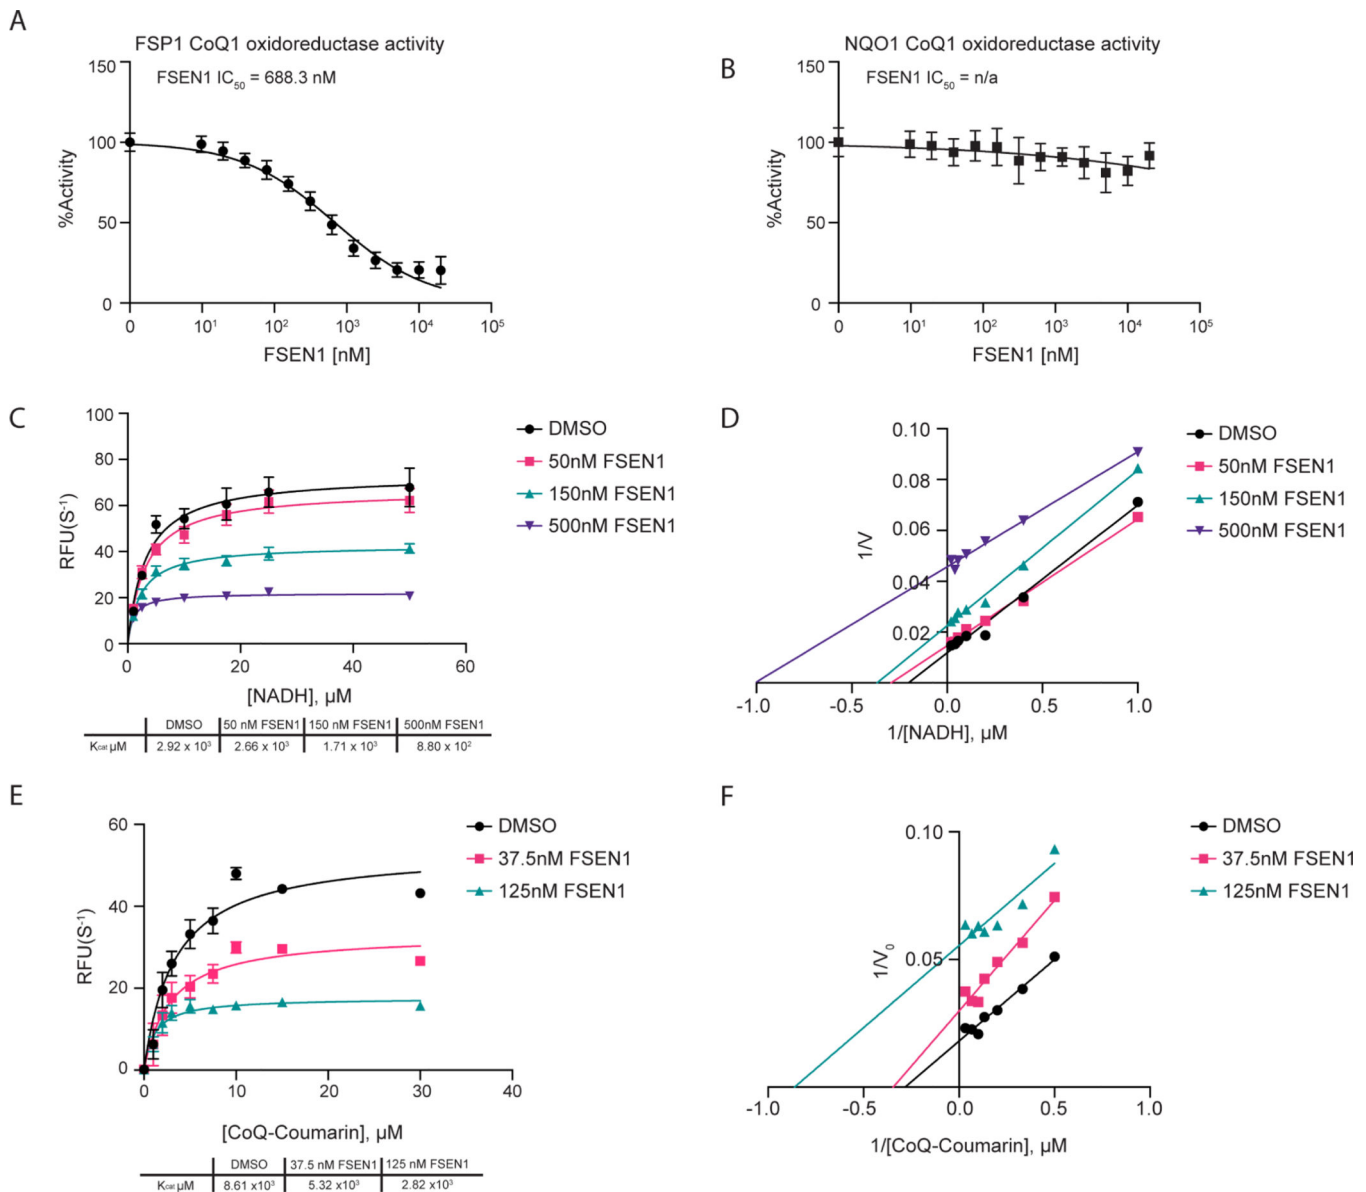 A
FSP1 CoQ1 oxidoreductase activity
FSEN1 IC50 = 688.3 nM
150
100
50
0
%Activity
0 10¹ 10² 10³ 10⁴ 10⁵
FSEN1 [nM]
B
NQO1 CoQ1 oxidoreductase activity
FSEN1 IC50 = n/a
150
100
50
0
%Activity
0 10¹ 10² 10³ 10⁴ 10⁵
FSEN1 [nM]
C
100
80
60
40
20
0
RFU(S⁻¹)
0 20 40 60
[NADH], µM
DMSO
50nM FSEN1
150nM FSEN1
500nM FSEN1
DMSO 50 nM FSEN1 150 nM FSEN1 500nM FSEN1
Kcat µM 2.92 x 10³ 2.66 x 10³ 1.71 x 10³ 8.80 x 10²
D
0.10
0.08
0.06
0.04
0.02
1/V
-1.0 -0.5 0.0 0.5 1.0
1/[NADH], µM
DMSO
50nM FSEN1
150nM FSEN1
500nM FSEN1
E
60
40
20
0
RFU(S⁻¹)
0 10 20 30 40
[CoQ-Coumarin], µM
DMSO
37.5nM FSEN1
125nM FSEN1
DMSO 37.5 nM FSEN1 125 nM FSEN1
Kcat µM 8.61 x10³ 5.32 x10³ 2.82 x10³
F
0.10
0.05
1/V0
-1.0 -0.5 0.0 0.5 1.0
1/[CoQ-Coumarin], µM
DMSO
37.5nM FSEN1
125nM FSEN1